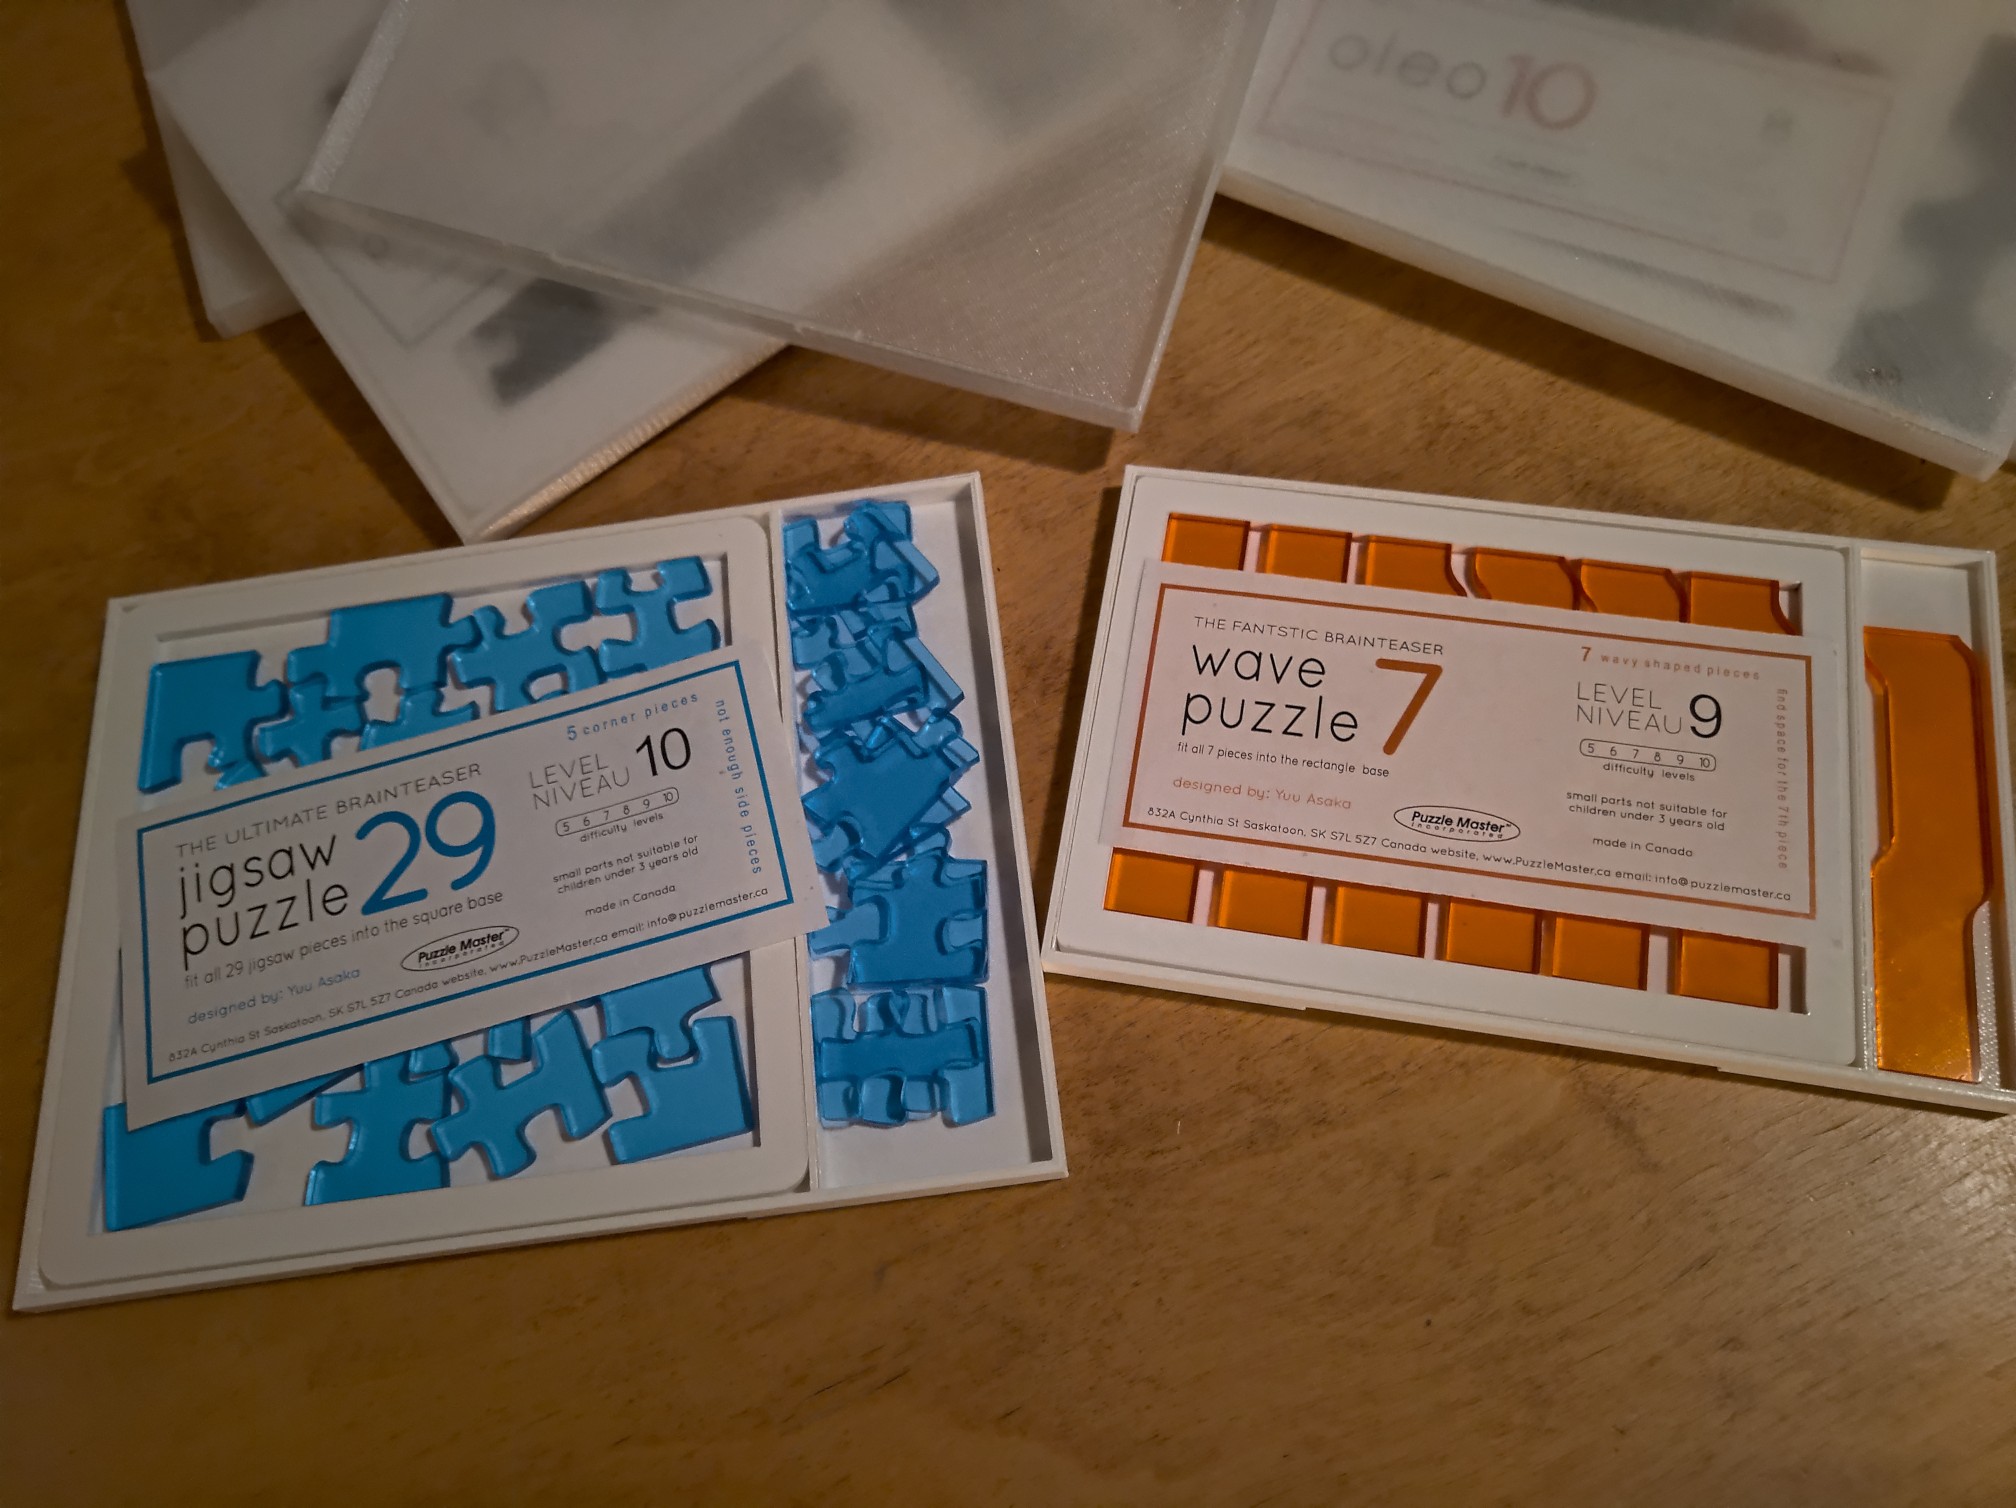 oleo 10
THE ULTIMATE BRAINTEASER
jigsaw
puzzle 29
fit all 29 jigsaw pieces into the square base
designed by: Yuu Asaka
5 corner pieces
not enough side pieces
LEVEL
NIVEAU 10
5 6 7 8 9 10
difficulty levels
small parts not suitable for
children under 3 years old
made in Canada
Puzzle Master™
incorporated
832A Cynthia St Saskatoon, SK S7L 5Z7 Canada website, www.PuzzleMaster.ca email: info@puzzlemaster.ca
THE FANTSTIC BRAINTEASER
wave
puzzle 7
fit all 7 pieces into the rectangle base
designed by: Yuu Asaka
7 wavy shaped pieces
find space for the 7th piece
LEVEL
NIVEAU 9
5 6 7 8 9 10
difficulty levels
small parts not suitable for
children under 3 years old
made in Canada
Puzzle Master™
incorporated
832A Cynthia St Saskatoon, SK S7L 5Z7 Canada website, www.PuzzleMaster.ca email: info@puzzlemaster.ca